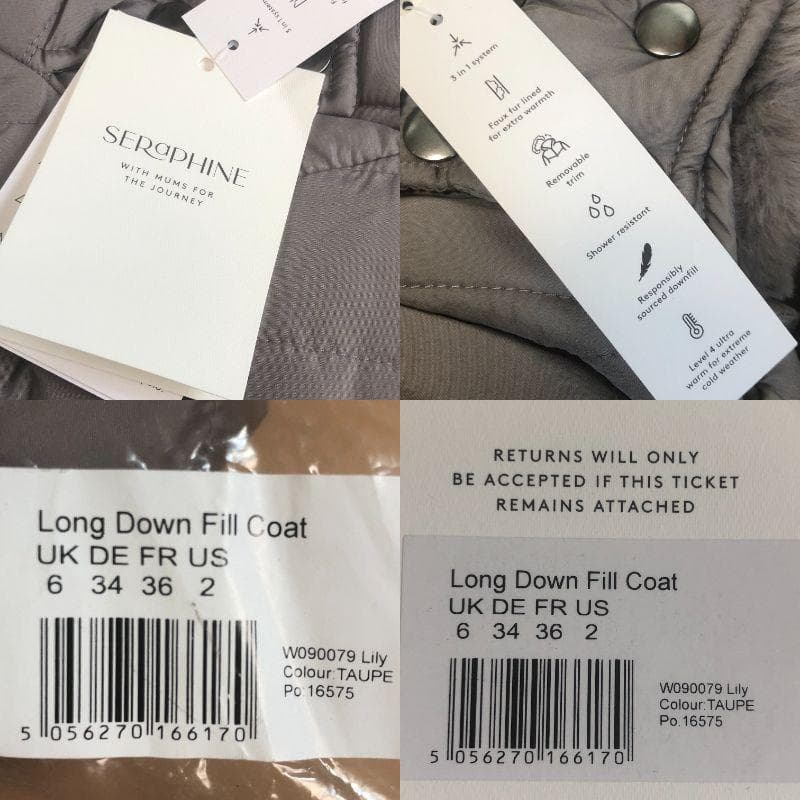 3 in 1 system
SERAPHINE
WITH MUMS FOR
THE JOURNEY
3 in 1 system
Faux fur lined
for extra warmth
Removable
trim
Shower resistant
Responsibly
sourced downfill
Level 4 ultra
warm for extreme
cold weather
Long Down Fill Coat
UK DE FR US
6 34 36 2
W090079 Lily
Colour:TAUPE
Po:16575
5 056270 166170
RETURNS WILL ONLY
BE ACCEPTED IF THIS TICKET
REMAINS ATTACHED
Long Down Fill Coat
UK DE FR US
6 34 36 2
W090079 Lily
Colour:TAUPE
Po.16575
5 056270 166170